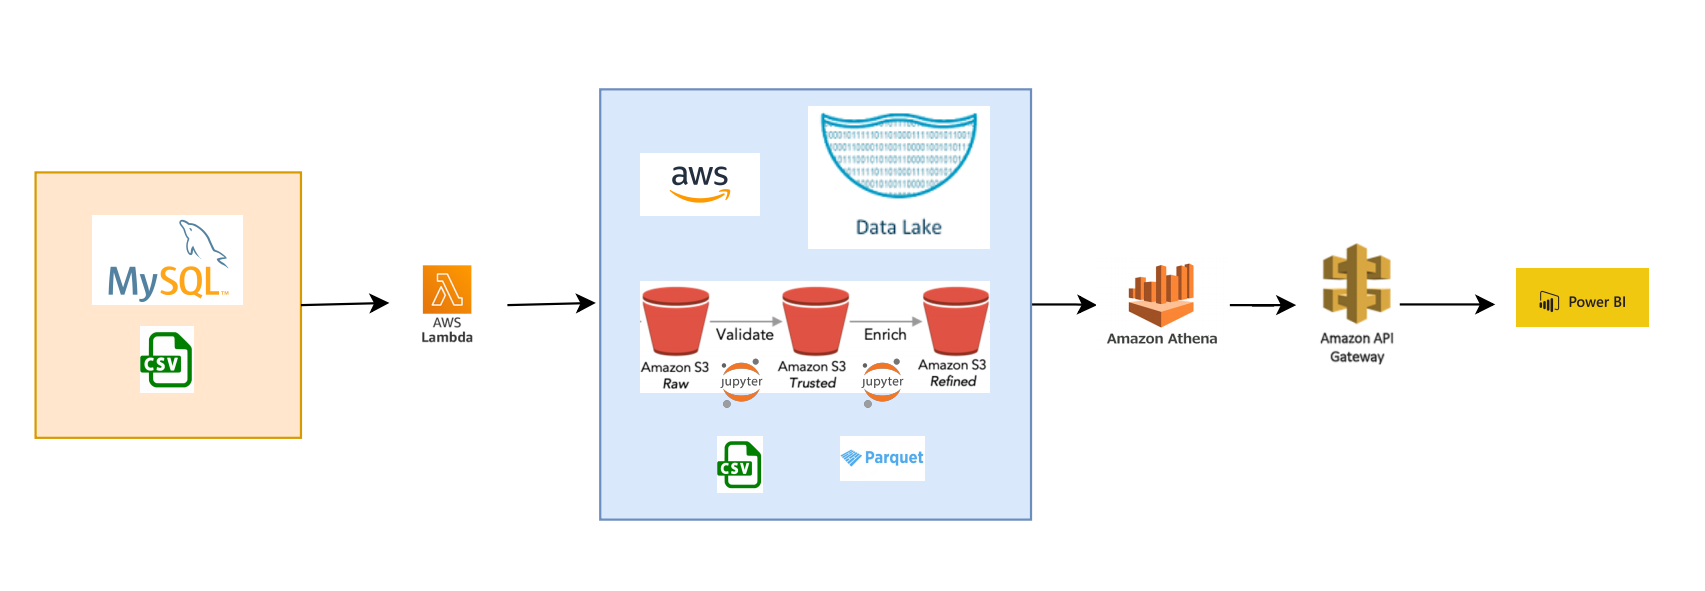 MySQL™
CSV
AWS
Lambda
aws
Data Lake
Validate
Enrich
Amazon S3
Raw
Amazon S3
Trusted
Amazon S3
Refined
jupyter
jupyter
CSV
Parquet
Amazon Athena
Amazon API
Gateway
Power BI